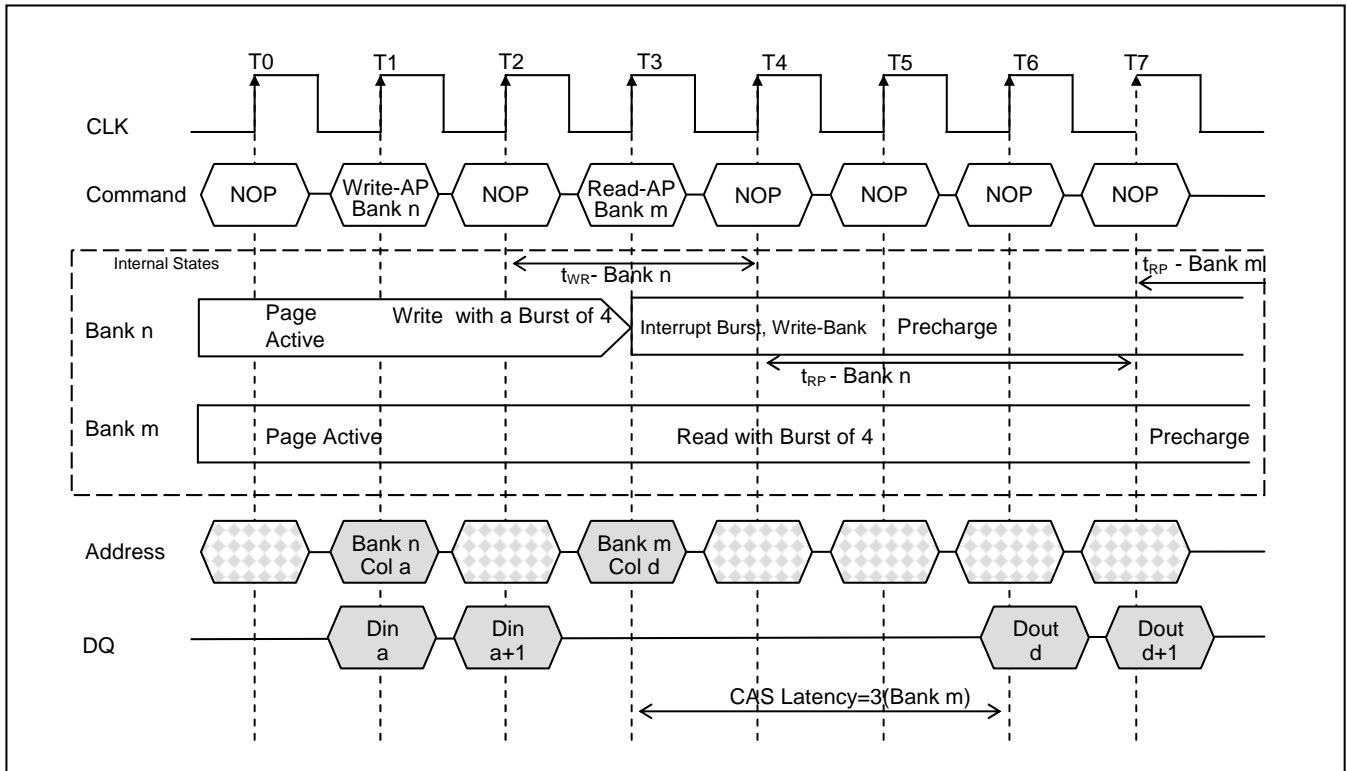 T0 T1 T2 T3 T4 T5 T6 T7
CLK
Command NOP Write-AP Bank n NOP Read-AP Bank m NOP NOP NOP NOP
Internal States
tWR- Bank n
tRP - Bank m
Bank n Page Active Write with a Burst of 4 Interrupt Burst, Write-Bank Precharge
tRP - Bank n
Bank m Page Active Read with Burst of 4 Precharge
Address Bank n Col a Bank m Col d
DQ Din a Din a+1 Dout d Dout d+1
CAS Latency=3(Bank m)